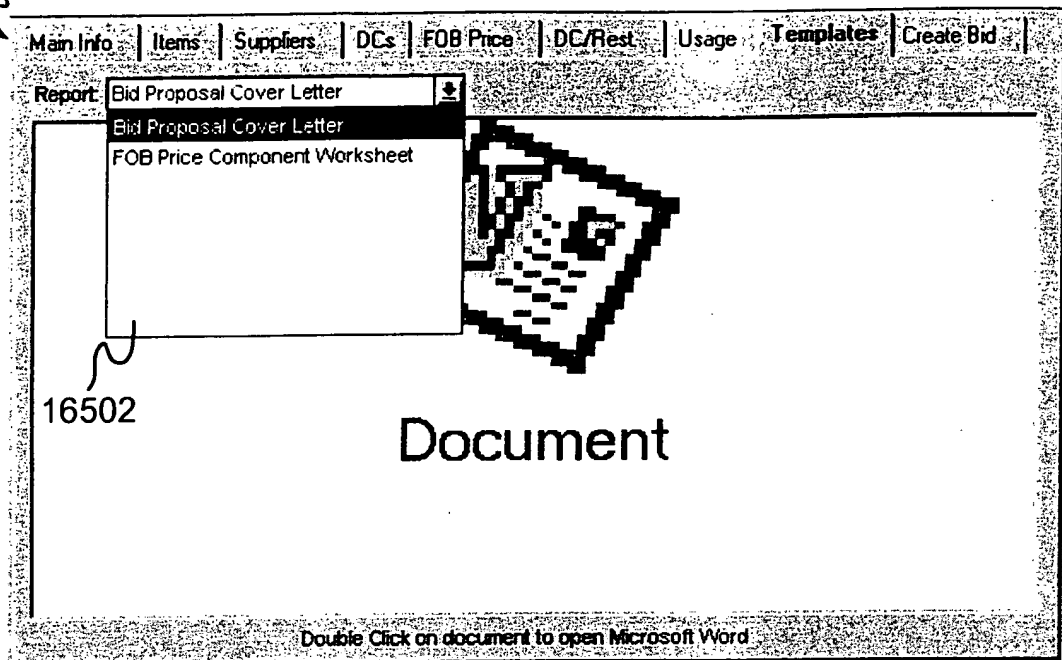 Main Info Items Suppliers DCs FOB Price DC/Rest. Usage Templates Create Bid
Report: Bid Proposal Cover Letter
Bid Proposal Cover Letter
FOB Price Component Worksheet
16502
Document
Double Click on document to open Microsoft Word